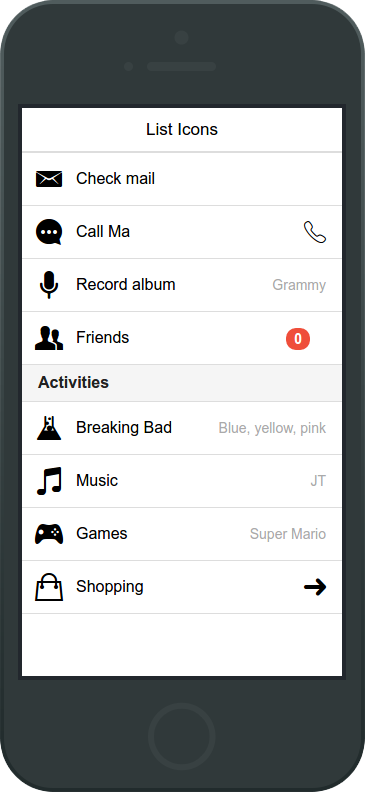 List Icons
Check mail
Call Ma
Record album Grammy
Friends 0
Activities
Breaking Bad Blue, yellow, pink
Music JT
Games Super Mario
Shopping